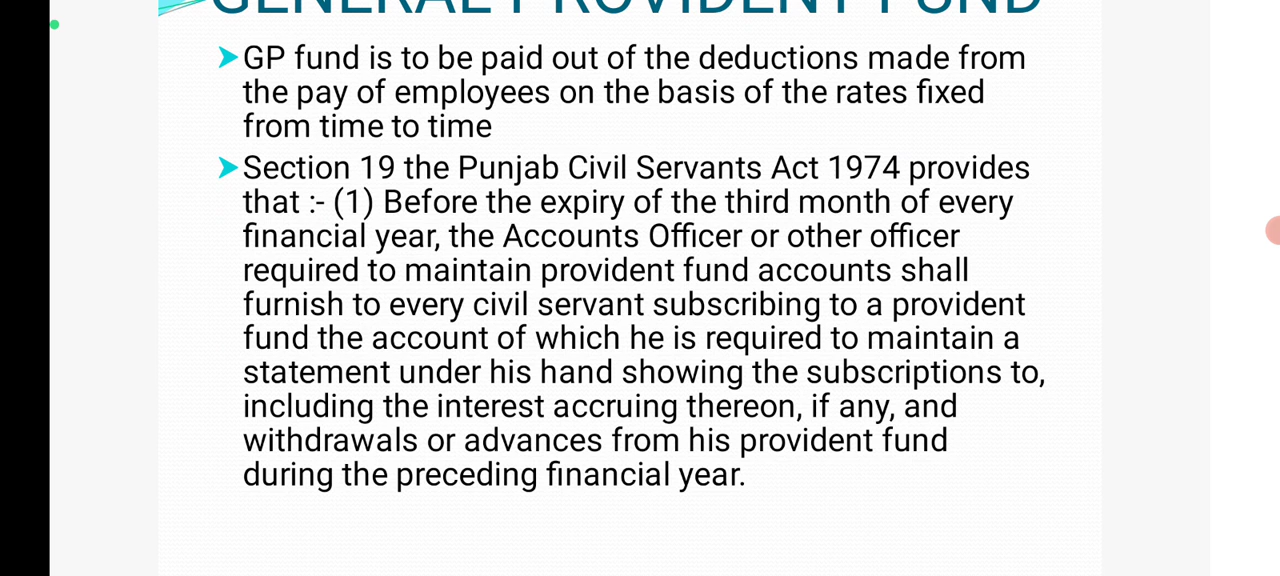 GENERAL PROVIDENT FUND
GP fund is to be paid out of the deductions made from
the pay of employees on the basis of the rates fixed
from time to time
Section 19 the Punjab Civil Servants Act 1974 provides
that :- (1) Before the expiry of the third month of every
financial year, the Accounts Officer or other officer
required to maintain provident fund accounts shall
furnish to every civil servant subscribing to a provident
fund the account of which he is required to maintain a
statement under his hand showing the subscriptions to,
including the interest accruing thereon, if any, and
withdrawals or advances from his provident fund
during the preceding financial year.